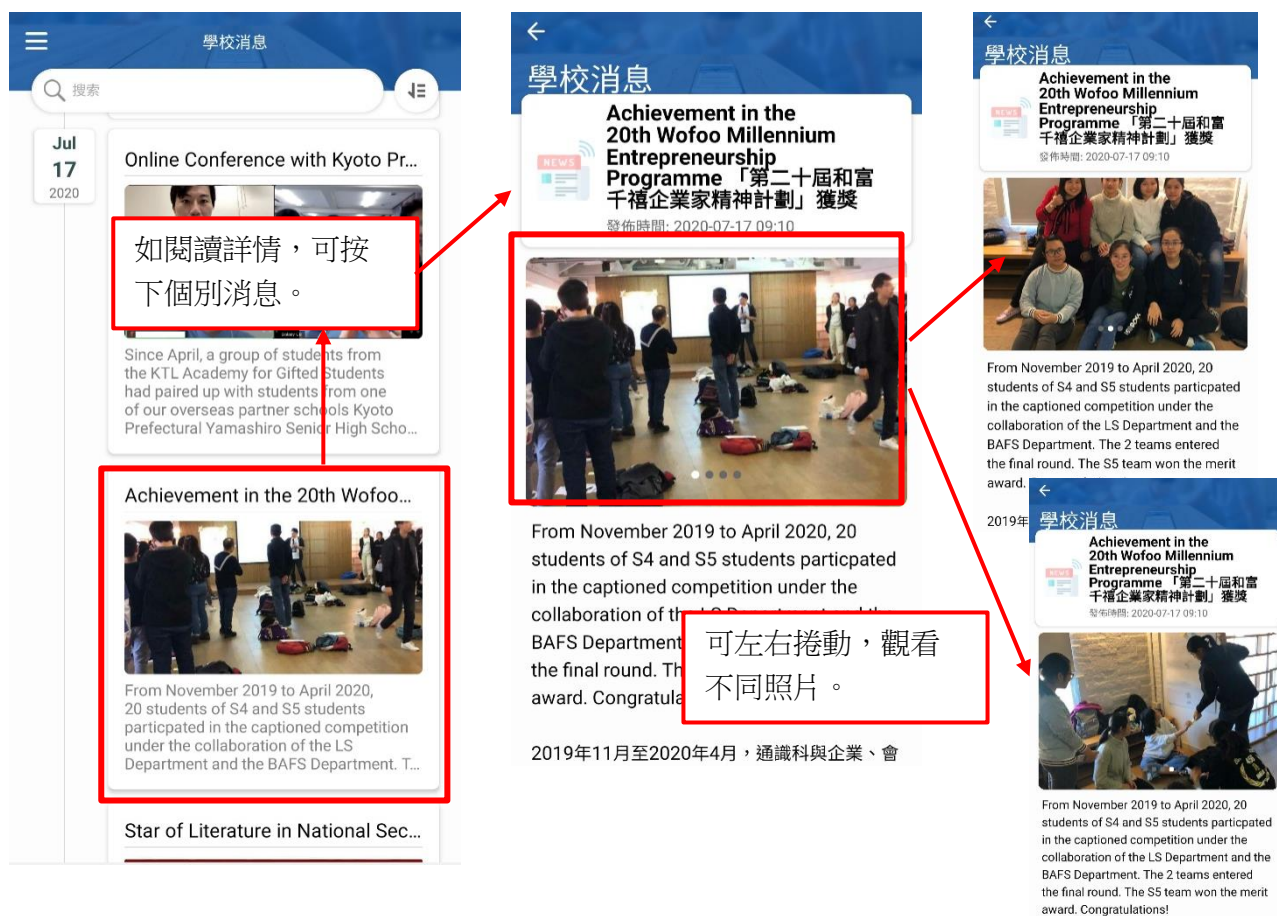 學校消息
搜索
Jul
17
2020
Online Conference with Kyoto Pr...
如閱讀詳情，可按
下個別消息。
Since April, a group of students from
the KTL Academy for Gifted Students
had paired up with students from one
of our overseas partner schools Kyoto
Prefectural Yamashiro Senior High Scho...
Achievement in the 20th Wofoo...
From November 2019 to April 2020,
20 students of S4 and S5 students
particpated in the captioned competition
under the collaboration of the LS
Department and the BAFS Department. T...
Star of Literature in National Sec...
學校消息
NEWS
Achievement in the
20th Wofoo Millennium
Entrepreneurship
Programme 「第二十屆和富
千禧企業家精神計劃」獲獎
發佈時間: 2020-07-17 09:10
From November 2019 to April 2020, 20
students of S4 and S5 students particpated
in the captioned competition under the
collaboration of the LS Department and the
BAFS Department
the final round. Th
award. Congratula
可左右捲動，觀看
不同照片。
2019年11月至2020年4月，通識科與企業、會
學校消息
NEWS
Achievement in the
20th Wofoo Millennium
Entrepreneurship
Programme 「第二十屆和富
千禧企業家精神計劃」獲獎
發佈時間: 2020-07-17 09:10
From November 2019 to April 2020, 20
students of S4 and S5 students particpated
in the captioned competition under the
collaboration of the LS Department and the
BAFS Department. The 2 teams entered
the final round. The S5 team won the merit
award.
2019年
學校消息
NEWS
Achievement in the
20th Wofoo Millennium
Entrepreneurship
Programme 「第二十屆和富
千禧企業家精神計劃」獲獎
發佈時間: 2020-07-17 09:10
From November 2019 to April 2020, 20
students of S4 and S5 students particpated
in the captioned competition under the
collaboration of the LS Department and the
BAFS Department. The 2 teams entered
the final round. The S5 team won the merit
award. Congratulations!